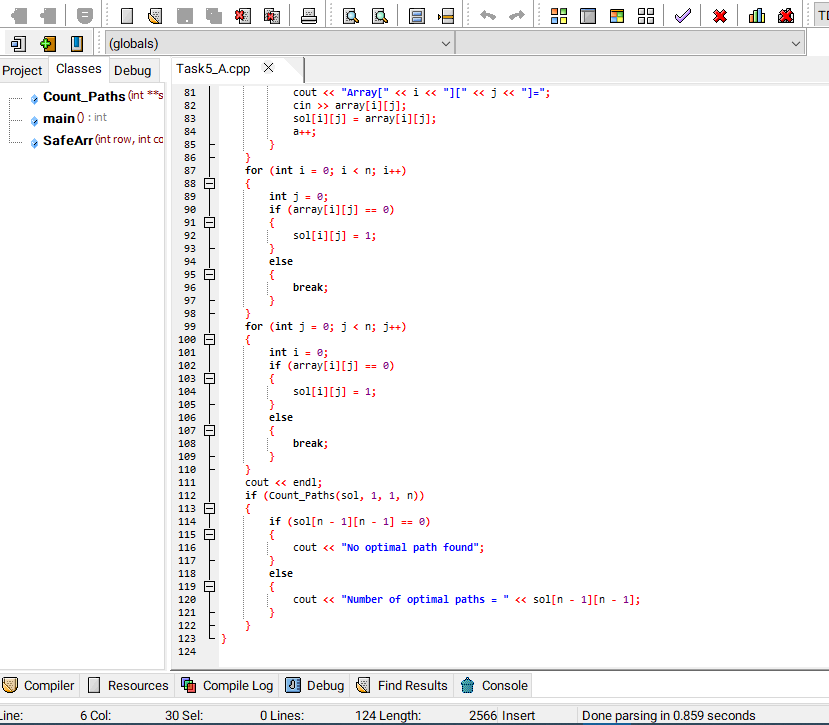 TD
(globals)
Project Classes Debug
Task5_A.cpp
Count_Paths (int **s
main () : int
SafeArr (int row, int co
81 cout << "Array[" << i << "][" << j << "]=";
82 cin >> array[i][j];
83 sol[i][j] = array[i][j];
84 a++;
85 }
86 }
87 for (int i = 0; i < n; i++)
88 {
89 int j = 0;
90 if (array[i][j] == 0)
91 {
92 sol[i][j] = 1;
93 }
94 else
95 {
96 break;
97 }
98 }
99 for (int j = 0; j < n; j++)
100 {
101 int i = 0;
102 if (array[i][j] == 0)
103 {
104 sol[i][j] = 1;
105 }
106 else
107 {
108 break;
109 }
110 }
111 cout << endl;
112 if (Count_Paths(sol, 1, 1, n))
113 {
114 if (sol[n - 1][n - 1] == 0)
115 {
116 cout << "No optimal path found";
117 }
118 else
119 {
120 cout << "Number of optimal paths = " << sol[n - 1][n - 1];
121 }
122 }
123 }
124
Compiler Resources Compile Log Debug Find Results Console
ine: 6 Col: 30 Sel: 0 Lines: 124 Length: 2566 Insert Done parsing in 0.859 seconds